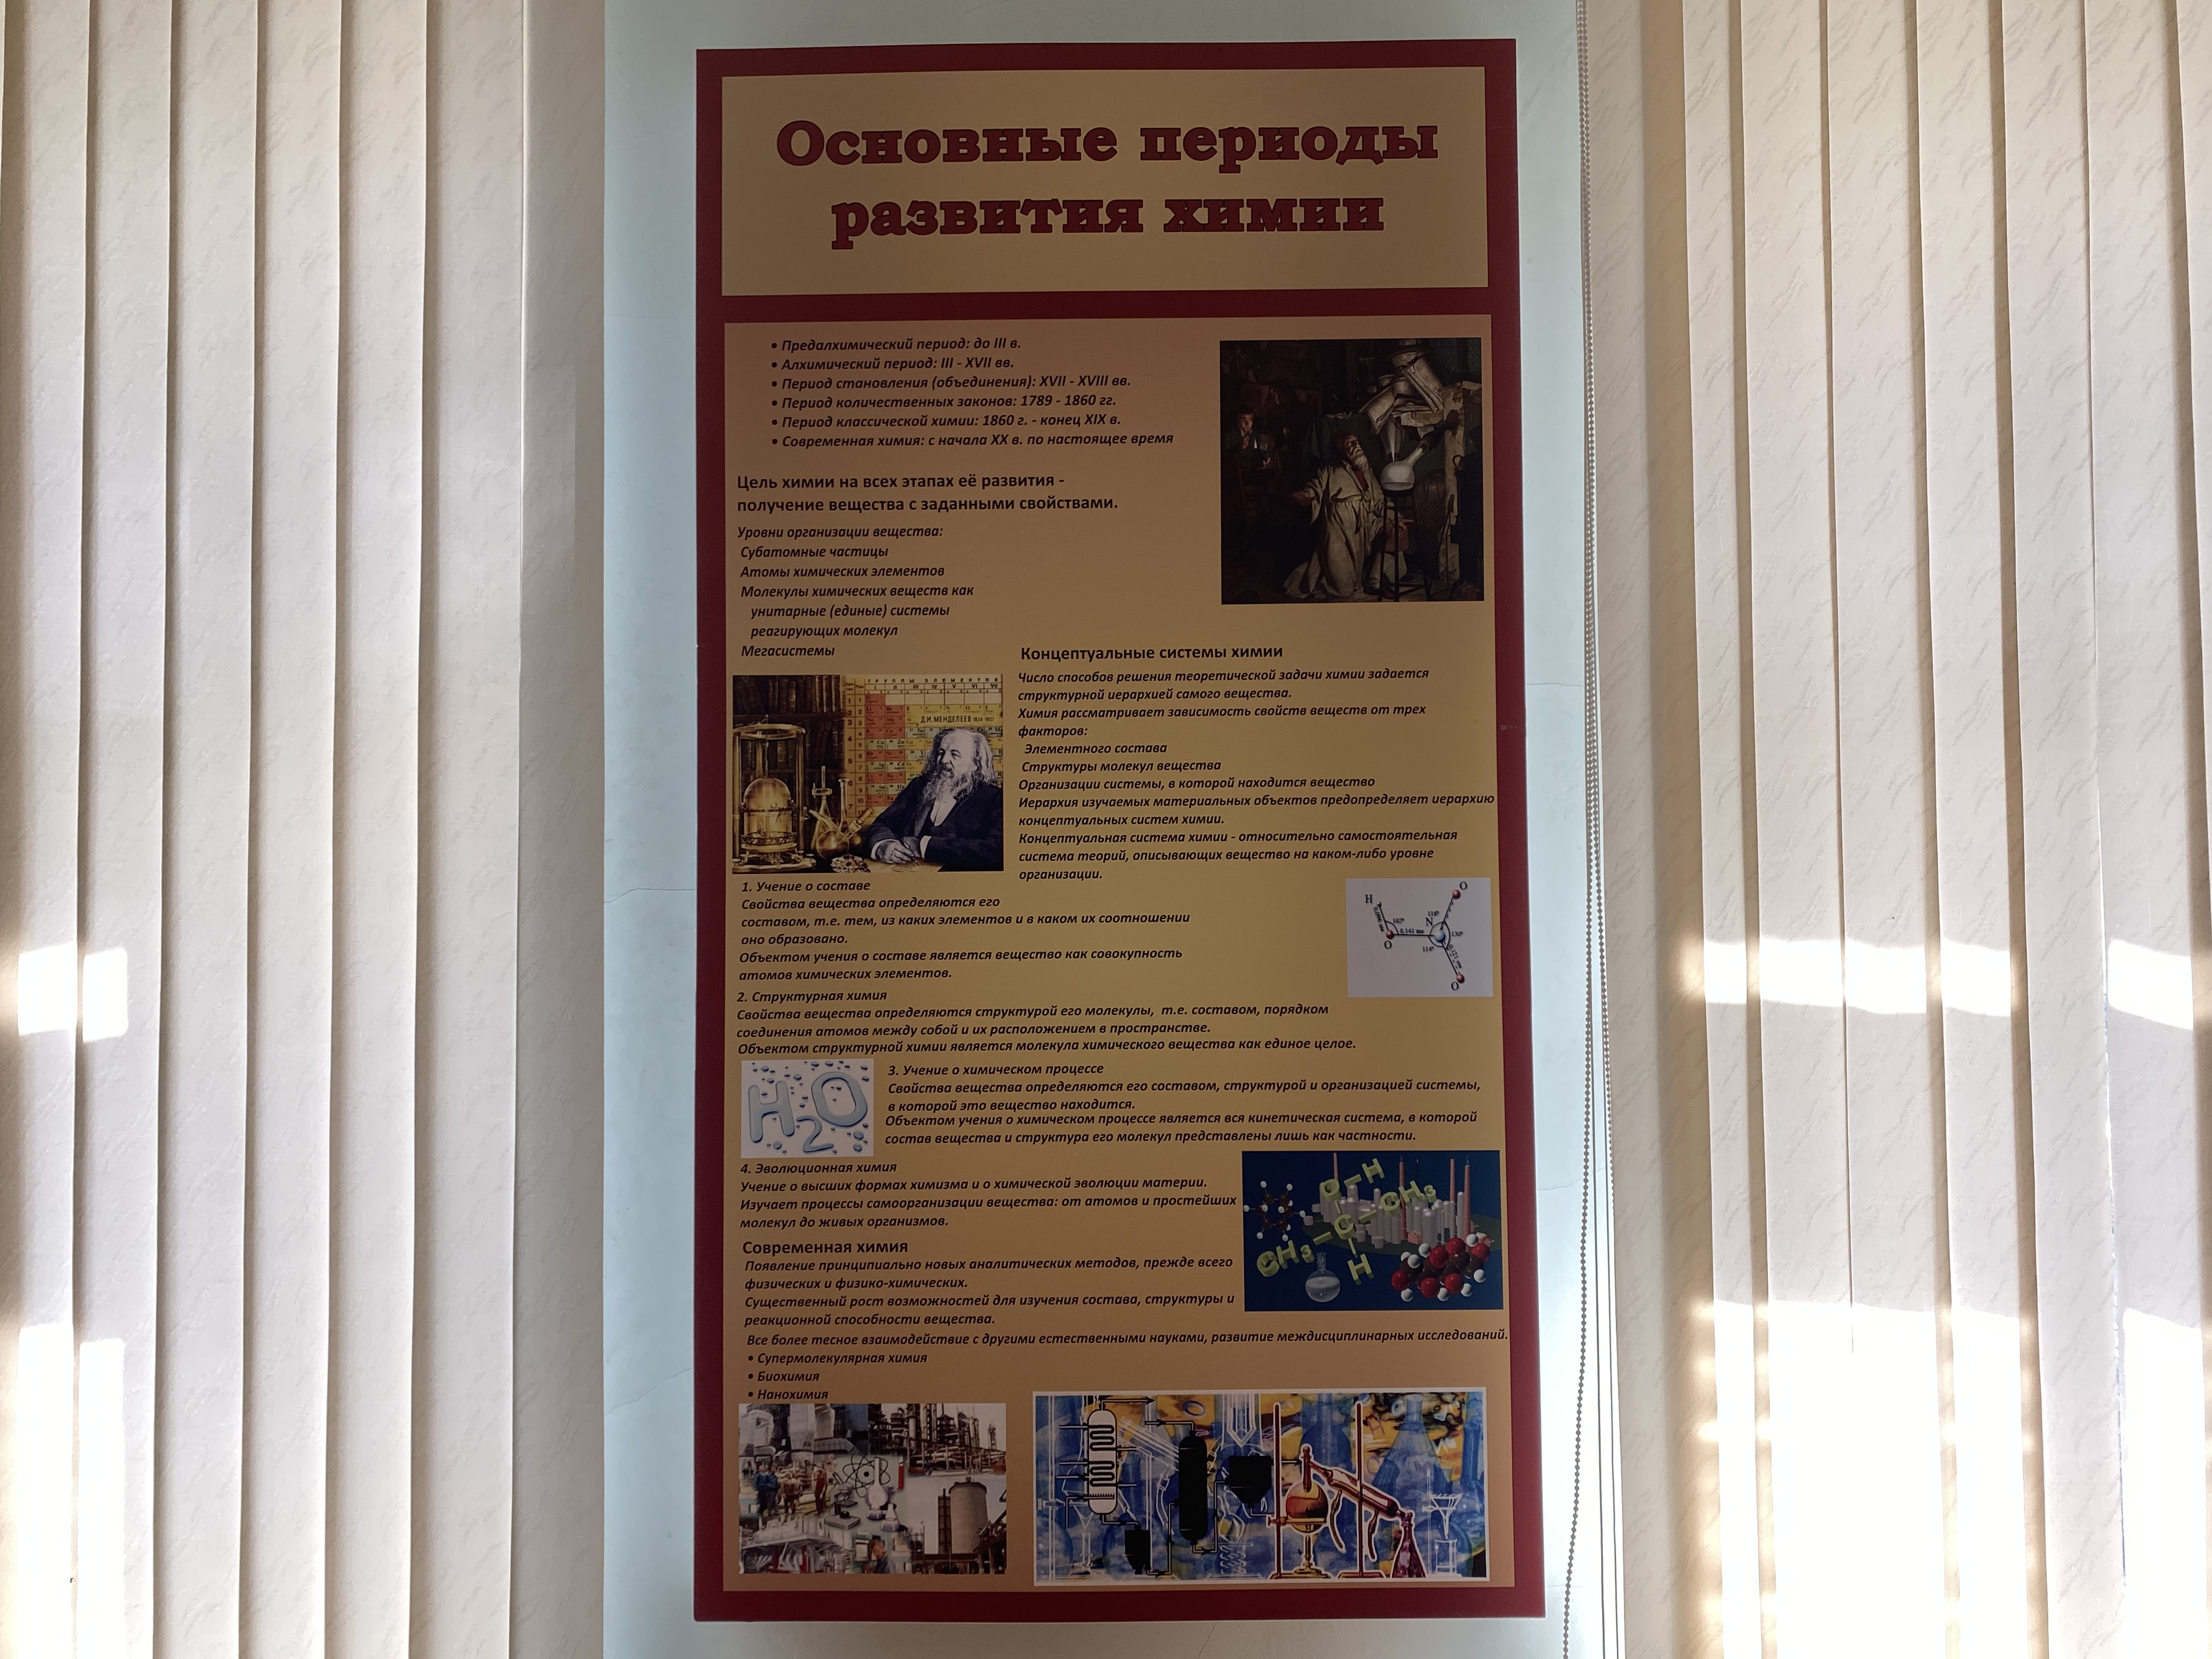 Основные периоды
развития химии
• Предалхимический период: до III в.
• Алхимический период: III - XVII вв.
• Период становления (объединения): XVII - XVIII вв.
• Период количественных законов: 1789 - 1860 гг.
• Период классической химии: 1860 г. - конец XIX в.
• Современная химия: с начала XX в. по настоящее время
Цель химии на всех этапах её развития -
получение вещества с заданными свойствами.
Уровни организации вещества:
Субатомные частицы
Атомы химических элементов
Молекулы химических веществ как
унитарные (единые) системы
реагирующих молекул
Мегасистемы
ГРУППЫ ЭЛЕМЕНТОВ
Д.И. МЕНДЕЛЕЕВ 1834-1907
Концептуальные системы химии
Число способов решения теоретической задачи химии задается
структурной иерархией самого вещества.
Химия рассматривает зависимость свойств веществ от трех
факторов:
Элементного состава
Структуры молекул вещества
Организации системы, в которой находится вещество
Иерархия изучаемых материальных объектов предопределяет иерархию
концептуальных систем химии.
Концептуальная система химии - относительно самостоятельная
система теорий, описывающих вещество на каком-либо уровне
организации.
1. Учение о составе
Свойства вещества определяются его
составом, т.е. тем, из каких элементов и в каком их соотношении
оно образовано.
Объектом учения о составе является вещество как совокупность
атомов химических элементов.
H
O
N
O
O
102°
0,141 нм
116°
130°
114°
2. Структурная химия
Свойства вещества определяются структурой его молекулы, т.е. составом, порядком
соединения атомов между собой и их расположением в пространстве.
Объектом структурной химии является молекула химического вещества как единое целое.
H2O
3. Учение о химическом процессе
Свойства вещества определяются его составом, структурой и организацией системы,
в которой это вещество находится.
Объектом учения о химическом процессе является вся кинетическая система, в которой
состав вещества и структура его молекул представлены лишь как частности.
4. Эволюционная химия
Учение о высших формах химизма и о химической эволюции материи.
Изучает процессы самоорганизации вещества: от атомов и простейших
молекул до живых организмов.
O-H
CH3-C-CH3
H
Современная химия
Появление принципиально новых аналитических методов, прежде всего
физических и физико-химических.
Существенный рост возможностей для изучения состава, структуры и
реакционной способности вещества.
Все более тесное взаимодействие с другими естественными науками, развитие междисциплинарных исследований.
• Супермолекулярная химия
• Биохимия
• Нанохимия